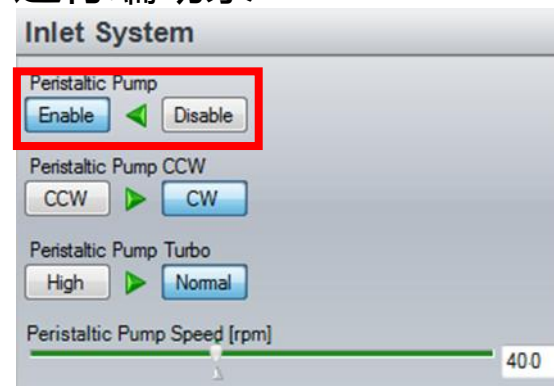 Inlet System
Peristaltic Pump
Enable Disable
Peristaltic Pump CCW
CCW CW
Peristaltic Pump Turbo
High Normal
Peristaltic Pump Speed [rpm]
40.0